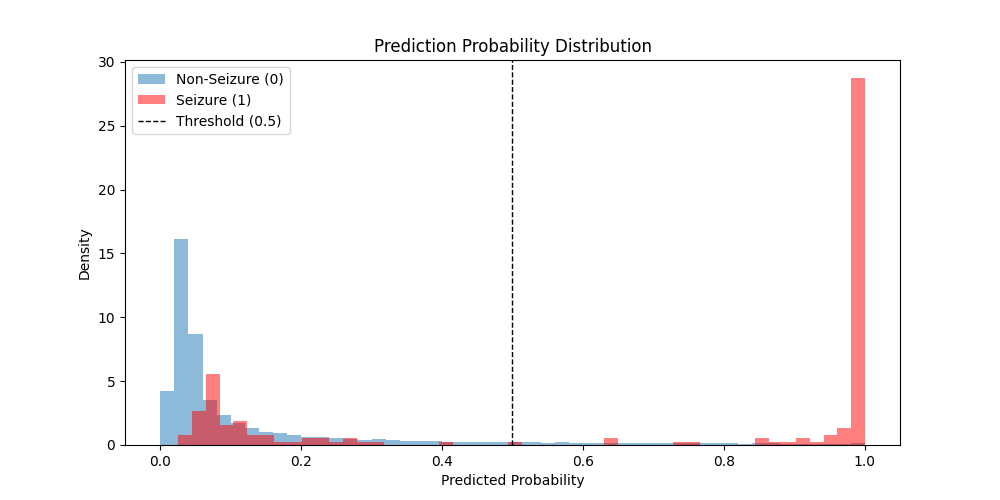 Prediction Probability Distribution
Non-Seizure (0)
Seizure (1)
Threshold (0.5)
Density
30
25
20
15
10
5
0
0.0 0.2 0.4 0.6 0.8 1.0
Predicted Probability